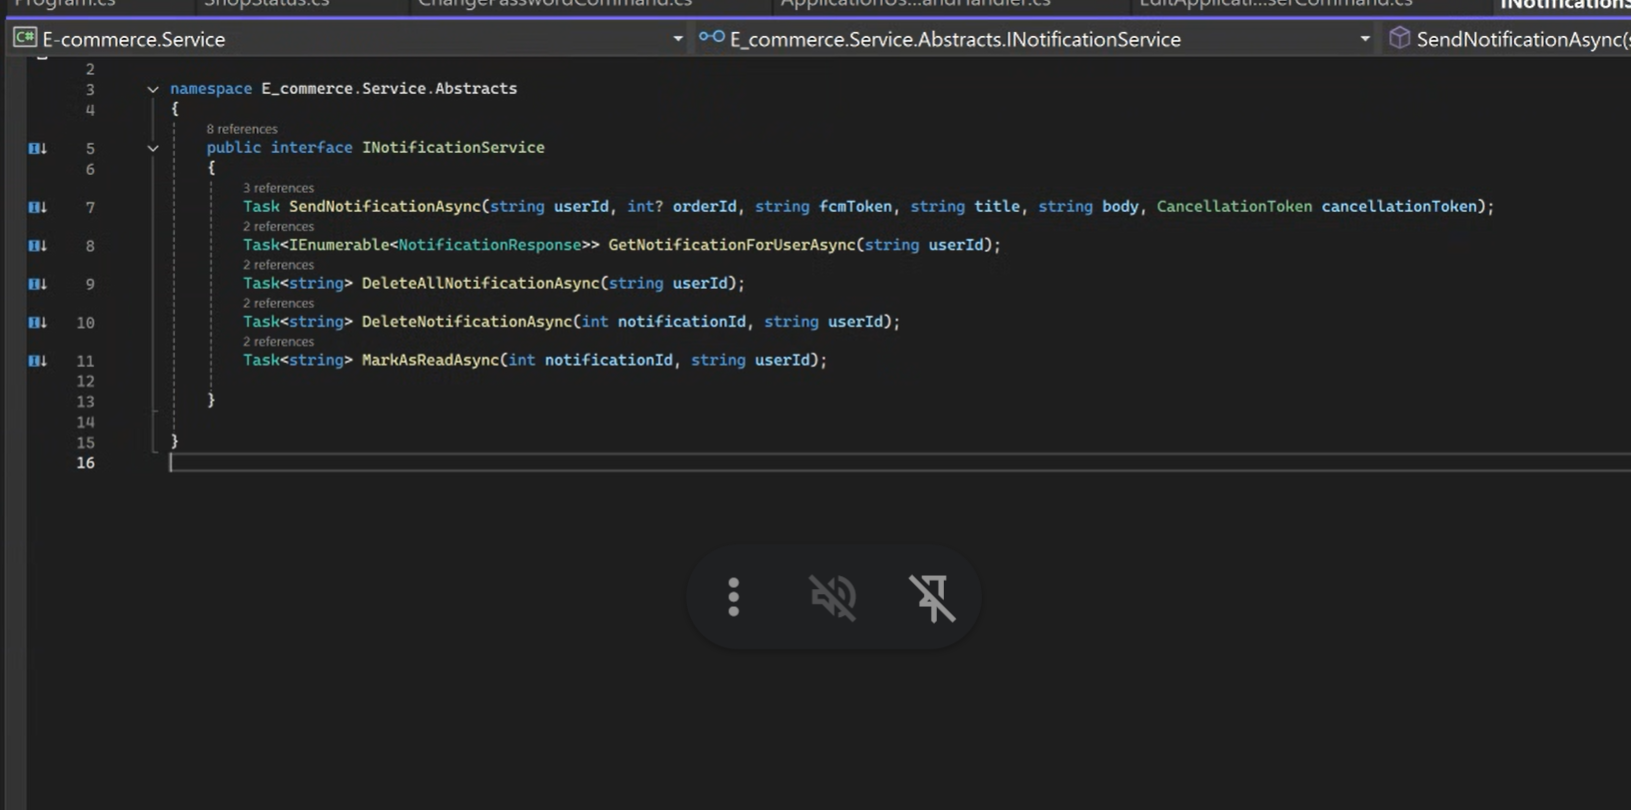 Program.cs ShopStatus.cs ChangePasswordCommand.cs ApplicationUs...andHandler.cs EditApplicati...serCommand.cs INotificationS
C# E-commerce.Service E_commerce.Service.Abstracts.INotificationService SendNotificationAsync(s
2
3 namespace E_commerce.Service.Abstracts
4 {
8 references
5 public interface INotificationService
6 {
3 references
7 Task SendNotificationAsync(string userId, int? orderId, string fcmToken, string title, string body, CancellationToken cancellationToken);
2 references
8 Task<IEnumerable<NotificationResponse>> GetNotificationForUserAsync(string userId);
2 references
9 Task<string> DeleteAllNotificationAsync(string userId);
2 references
10 Task<string> DeleteNotificationAsync(int notificationId, string userId);
2 references
11 Task<string> MarkAsReadAsync(int notificationId, string userId);
12
13 }
14
15 }
16